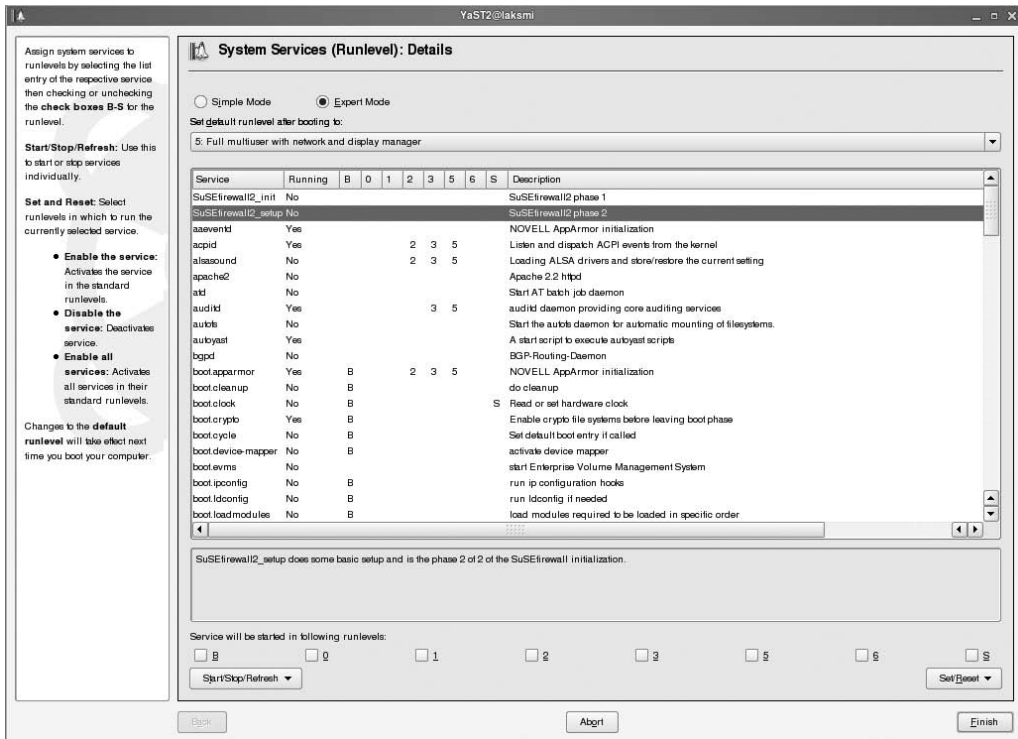 YaST2@laksmi
Assign system services to
runlevels by selecting the list
entry of the respective service
then checking or unchecking
the check boxes B-S for the
runlevel.
Start/Stop/Refresh: Use this
to start or stop services
individually.
Set and Reset: Select
runlevels in which to run the
currently selected service.
Enable the service:
Activates the service
in the standard
runlevels.
Disable the
service: Deactivates
service.
Enable all
services: Activates
all services in their
standard runlevels.
Changes to the default
runlevel will take effect next
time you boot your computer.
System Services (Runlevel): Details
Simple Mode Expert Mode
Set default runlevel after booting to:
5: Full multiuser with network and display manager
Service Running B 0 1 2 3 5 6 S Description
SuSEfirewall2_init No SuSEfirewall2 phase 1
SuSEfirewall2_setup No SuSEfirewall2 phase 2
aaeventd Yes NOVELL AppArmor initialization
acpid Yes 2 3 5 Listen and dispatch ACPI events from the kernel
alsasound No 2 3 5 Loading ALSA drivers and store/restore the current setting
apache2 No Apache 2.2 httpd
atd No Start AT batch job daemon
auditd Yes 3 5 auditd daemon providing core auditing services
autofs No Start the autofs daemon for automatic mounting of filesystems.
autoyast Yes A start script to execute autoyast scripts
bgpd No BGP-Routing-Daemon
boot.apparmor Yes B 2 3 5 NOVELL AppArmor initialization
boot.cleanup No B do cleanup
boot.clock No B S Read or set hardware clock
boot.crypto Yes B Enable crypto file systems before leaving boot phase
boot.cycle No B Set default boot entry if called
boot.device-mapper No B activate device mapper
boot.evms No start Enterprise Volume Management System
boot.ipconfig No B run ip configuration hooks
boot.ldconfig No B run ldconfig if needed
boot.loadmodules No B load modules required to be loaded in specific order
SuSEfirewall2_setup does some basic setup and is the phase 2 of 2 of the SuSEfirewall initialization.
Service will be started in following runlevels:
B 0 1 2 3 5 6 S
Start/Stop/Refresh Set/Reset
Back Abort Finish